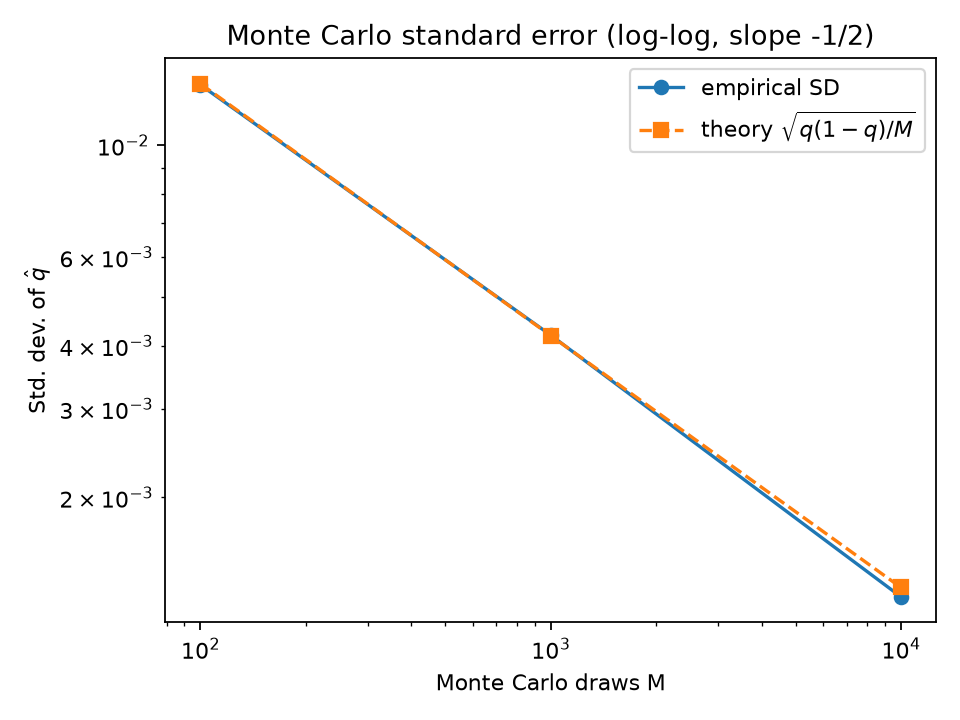 Monte Carlo standard error (log-log, slope -1/2)
empirical SD
theory $\sqrt{q(1-q)/M}$
10⁻²
6 × 10⁻³
4 × 10⁻³
3 × 10⁻³
2 × 10⁻³
Std. dev. of q̂
10²
10³
10⁴
Monte Carlo draws M